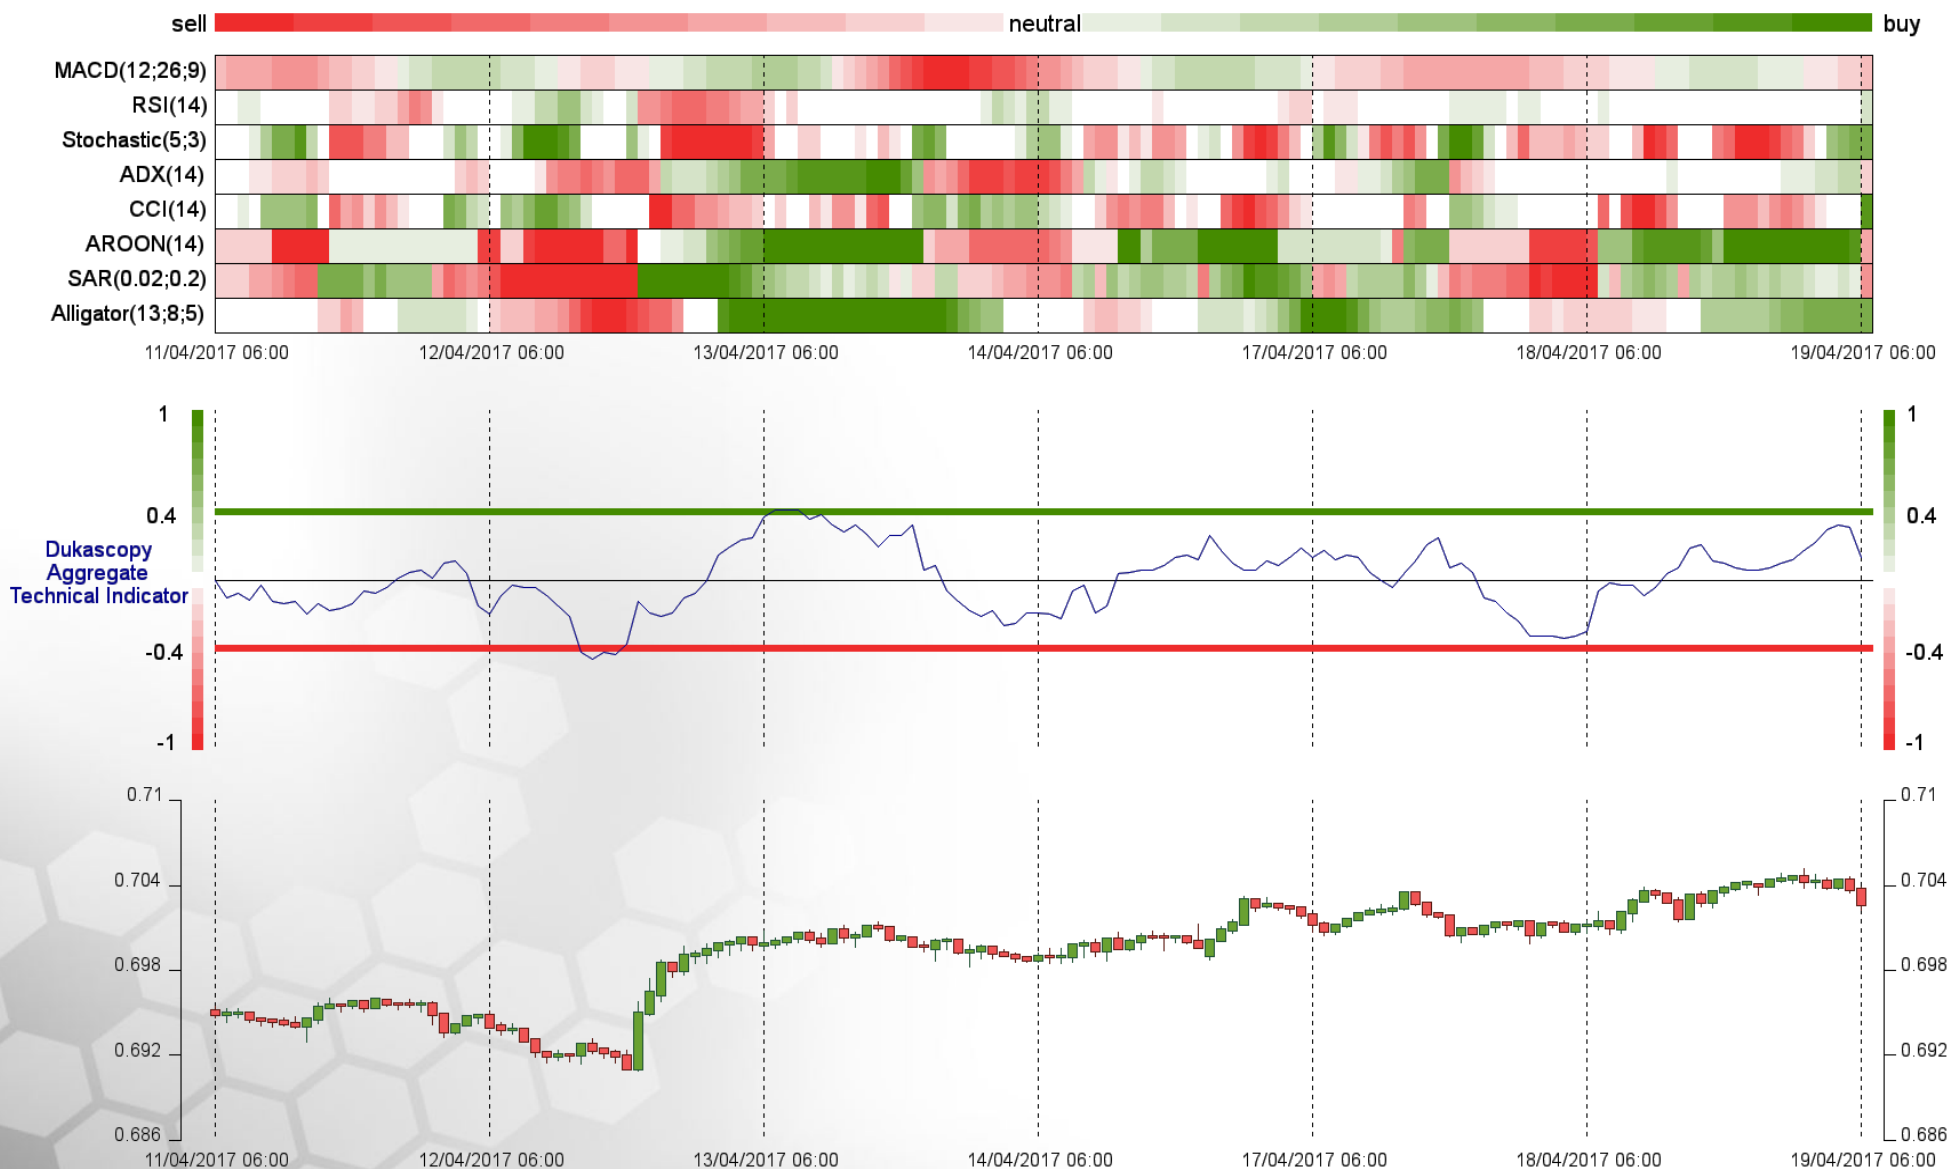 sell neutral buy
MACD(12;26;9)
RSI(14)
Stochastic(5;3)
ADX(14)
CCI(14)
AROON(14)
SAR(0.02;0.2)
Alligator(13;8;5)
11/04/2017 06:00 12/04/2017 06:00 13/04/2017 06:00 14/04/2017 06:00 17/04/2017 06:00 18/04/2017 06:00 19/04/2017 06:00
1 1
0.4 0.4
Dukascopy
Aggregate
Technical Indicator
-0.4 -0.4
-1 -1
0.71 0.71
0.704 0.704
0.698 0.698
0.692 0.692
0.686 0.686
11/04/2017 06:00 12/04/2017 06:00 13/04/2017 06:00 14/04/2017 06:00 17/04/2017 06:00 18/04/2017 06:00 19/04/2017 06:00